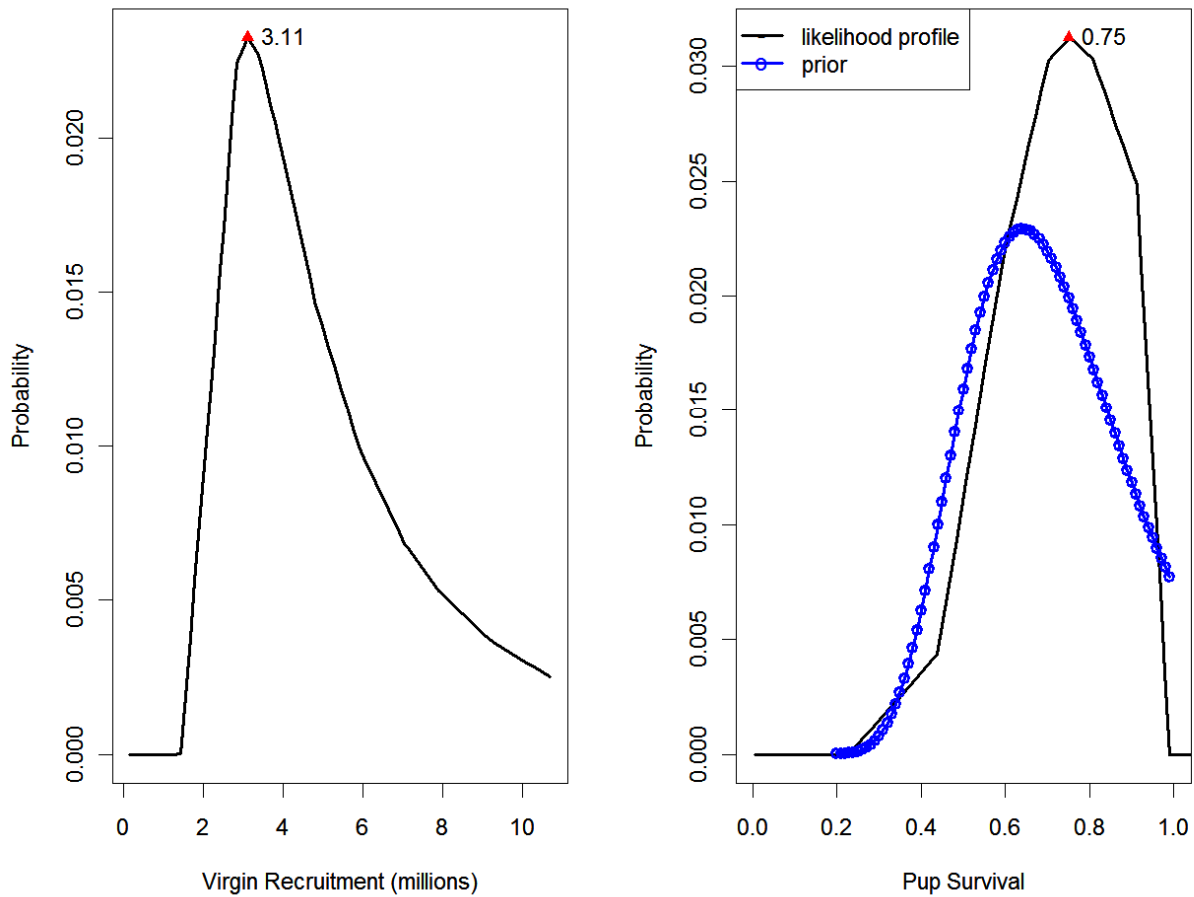 3.11
Probability
0.020
0.015
0.010
0.005
0.000
0 2 4 6 8 10
Virgin Recruitment (millions)
likelihood profile
prior
0.75
Probability
0.030
0.025
0.020
0.015
0.010
0.005
0.000
0.0 0.2 0.4 0.6 0.8 1.0
Pup Survival